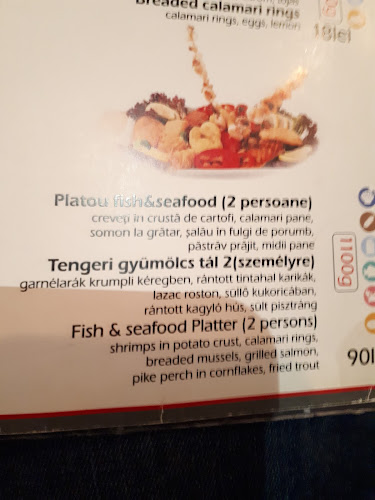 Breaded calamari rings
calamari rings, eggs, lemon
18lei
Platou fish&seafood (2 persoane)
creveţi in crustă de cartofi, calamari pane,
somon la grătar, şalău in fulgi de porumb,
păstrăv prăjit, midii pane
Tengeri gyümölcs tál 2(személyre)
garnélarák krumpli kéregben, rántott tintahal karikák,
lazac roston, süllő kukoricában,
rántott kagyló hús, sült pisztráng
1100g
Fish & seafood Platter (2 persons)
shrimps in potato crust, calamari rings,
breaded mussels, grilled salmon,
pike perch in cornflakes, fried trout
90l